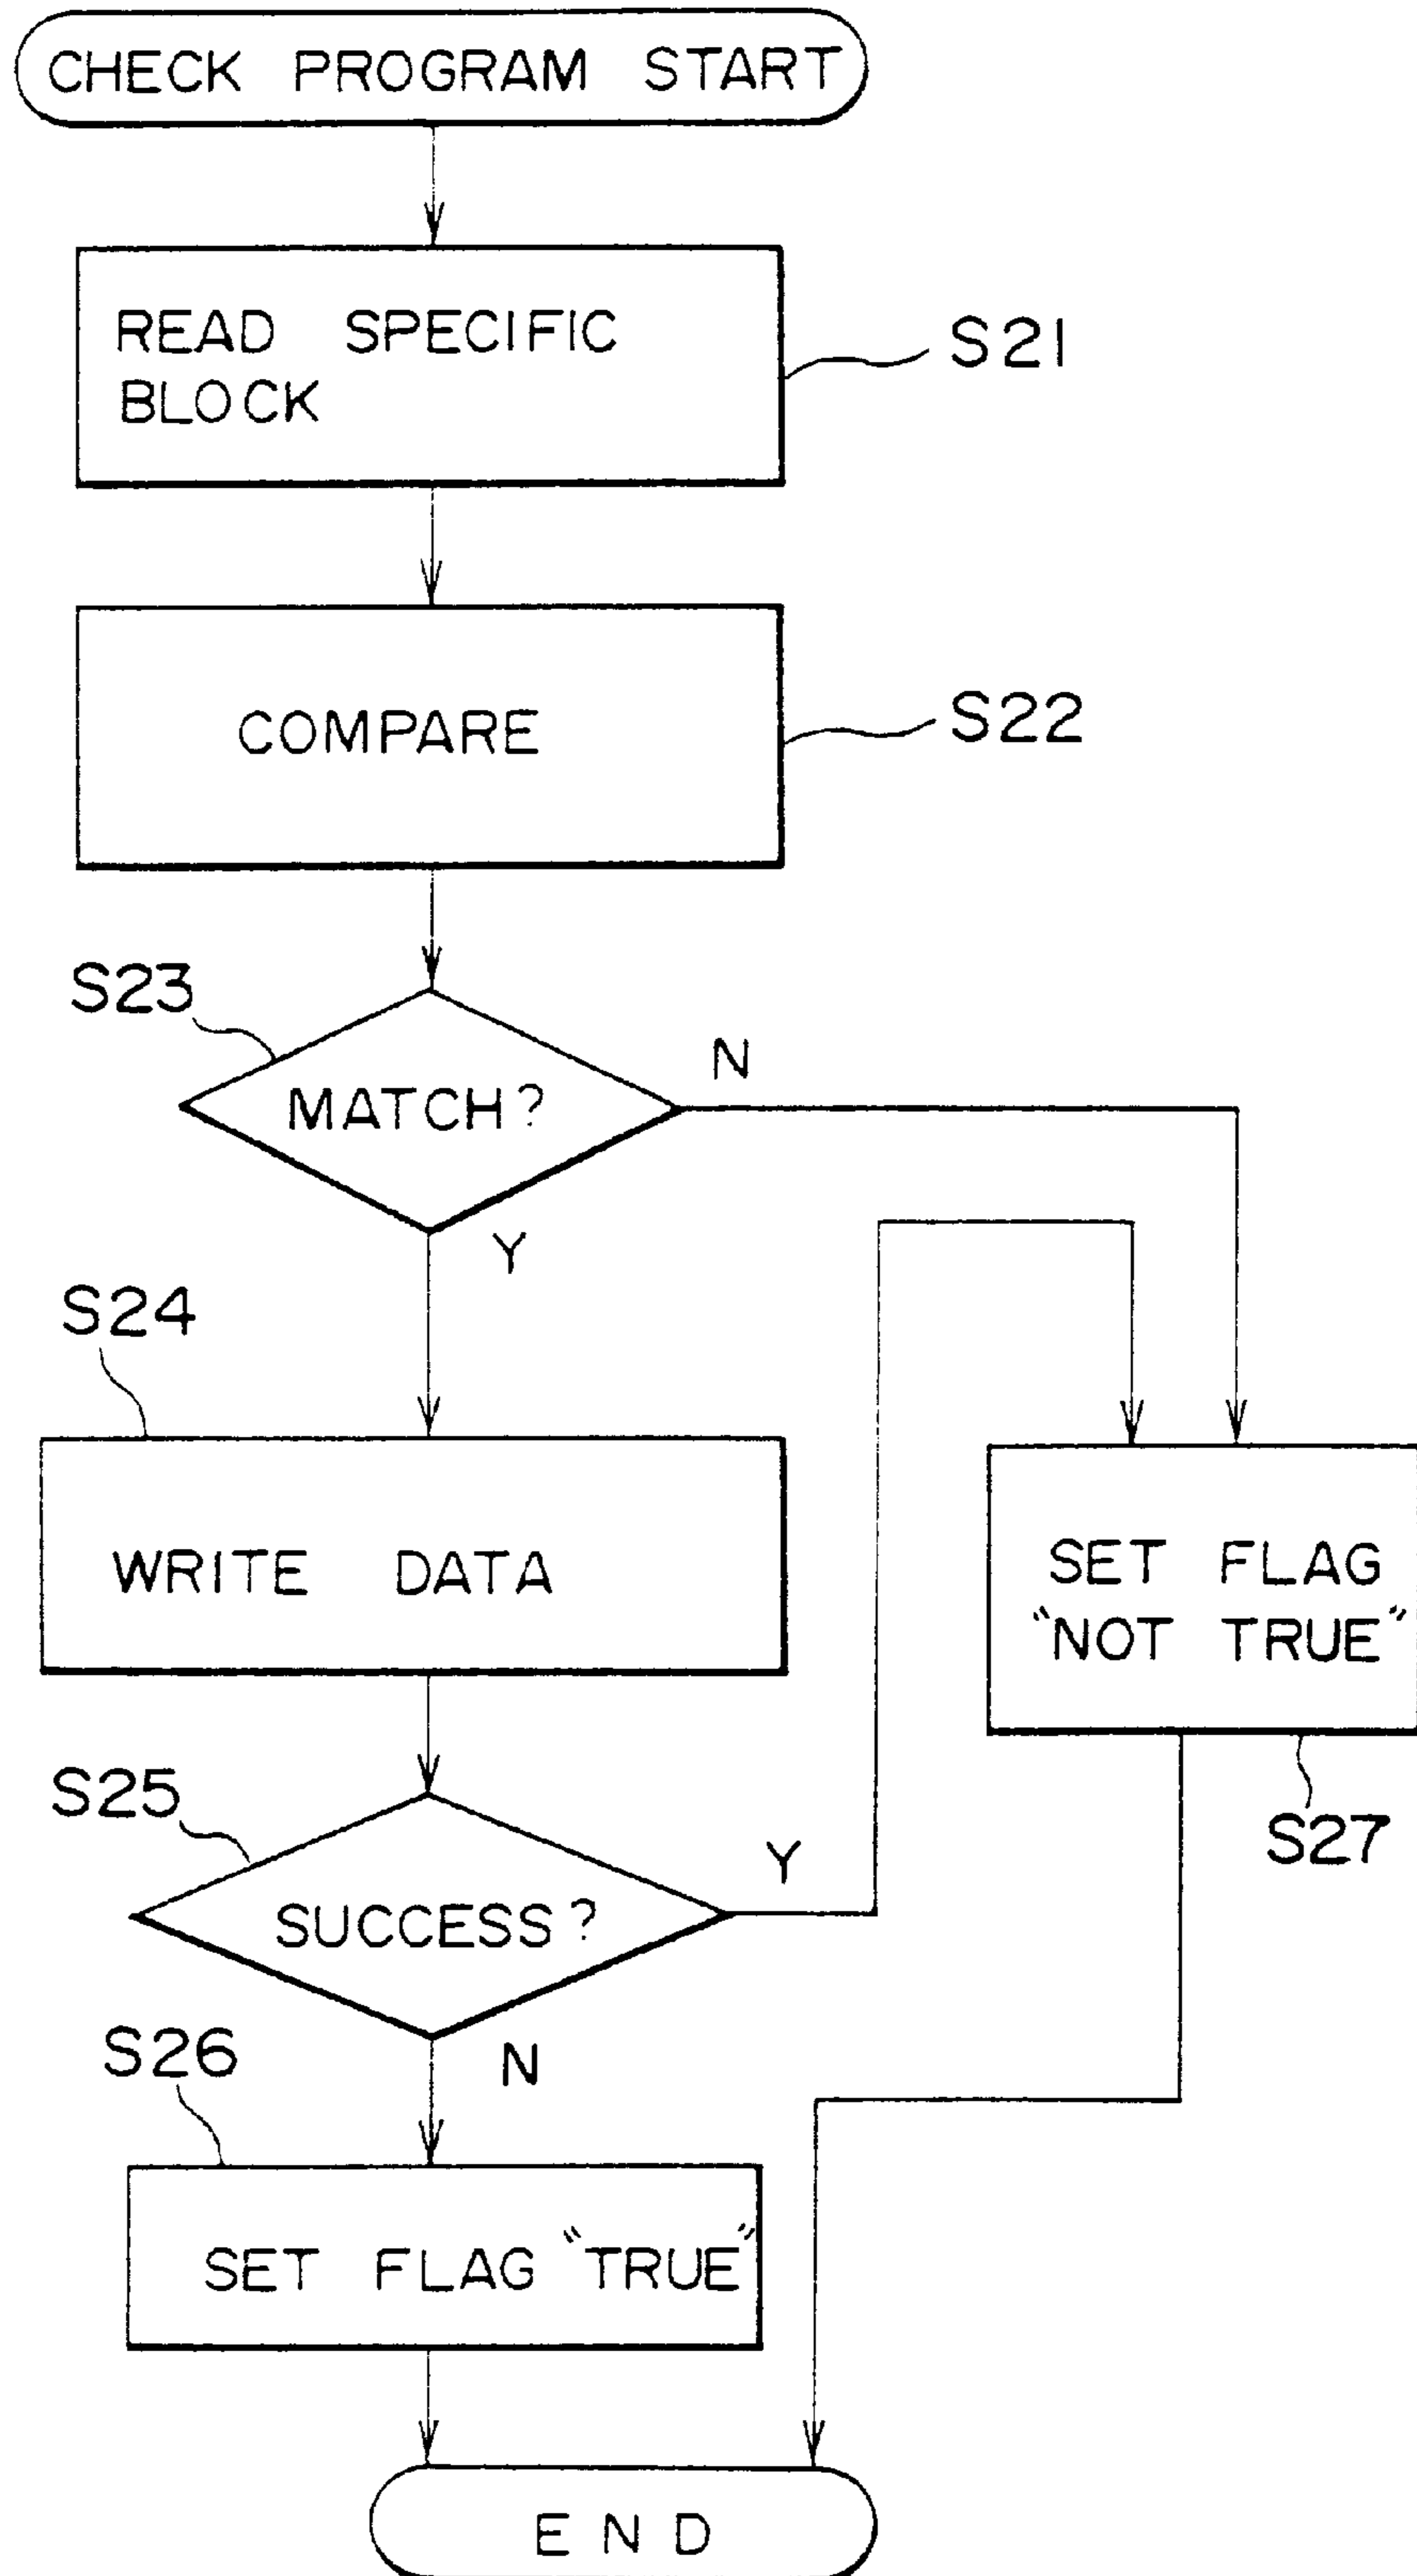 CHECK PROGRAM START
READ SPECIFIC
BLOCK
S21
COMPARE
S22
S23
MATCH?
N
Y
S24
WRITE DATA
SET FLAG
"NOT TRUE"
S27
S25
SUCCESS?
Y
N
S26
SET FLAG "TRUE"
END